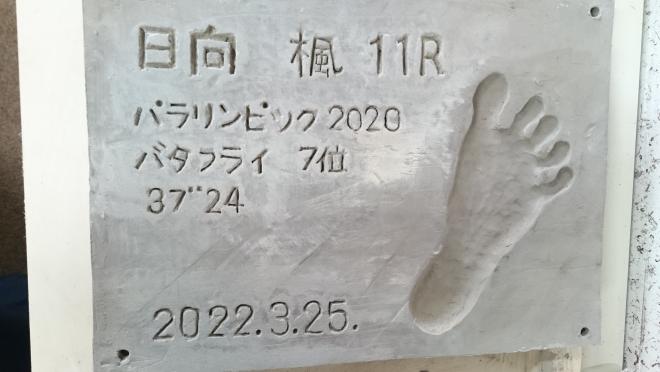 日向 楓 11R
パラリンピック2020
バタフライ 7位
37"24
2022.3.25.